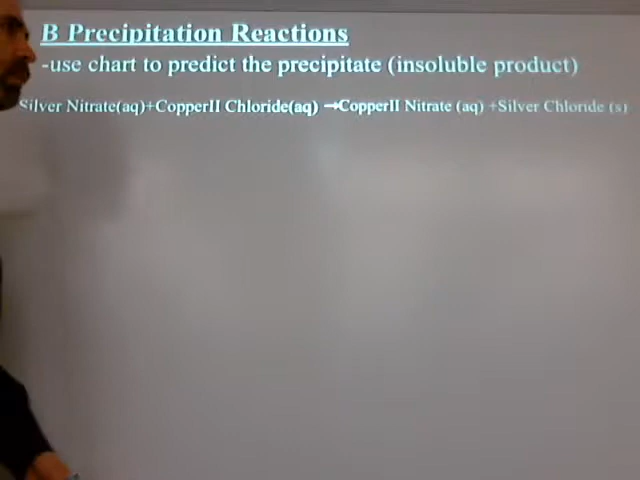 B Precipitation Reactions
-use chart to predict the precipitate (insoluble product)
Silver Nitrate(aq)+CopperII Chloride(aq) →CopperII Nitrate (aq) +Silver Chloride (s)